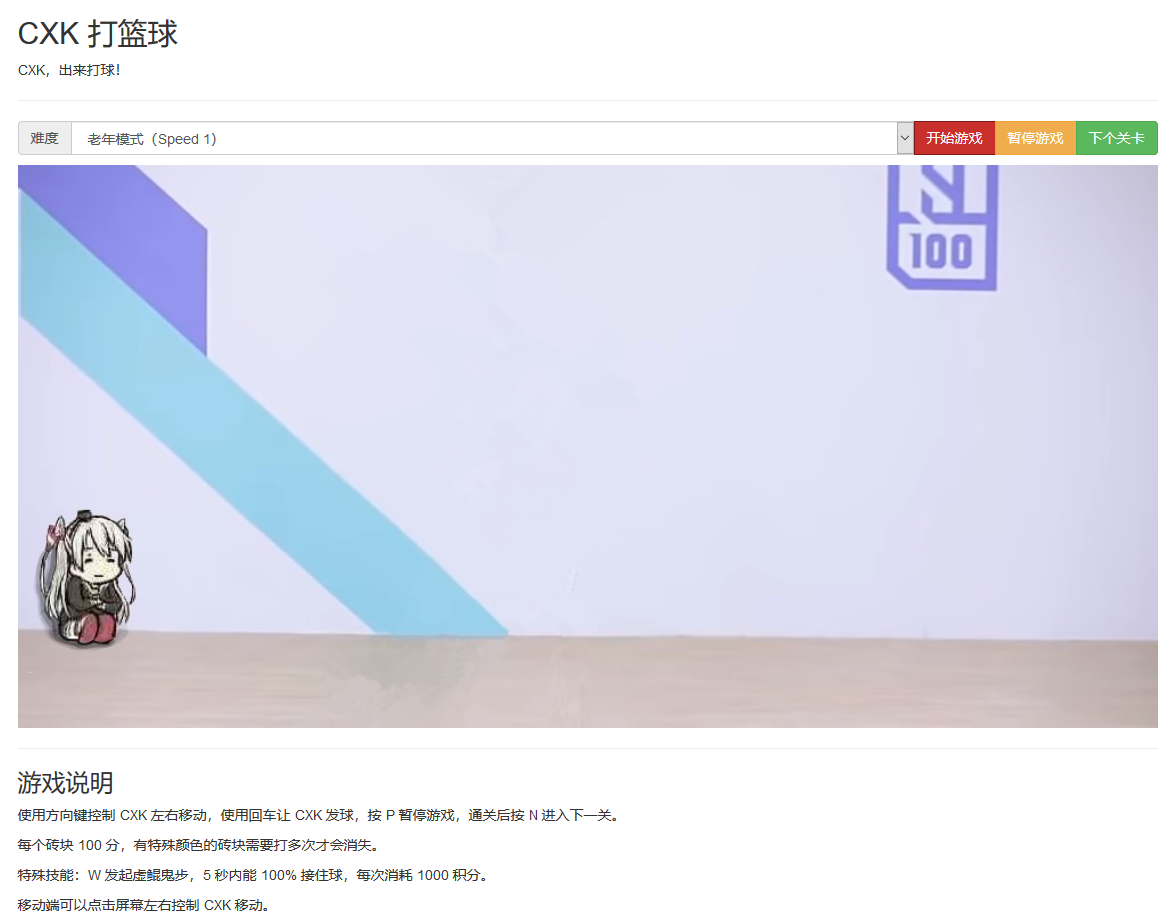 CXK 打篮球
CXK，出来打球！
难度
老年模式（Speed 1）
开始游戏
暂停游戏
下个关卡
100
游戏说明
使用方向键控制 CXK 左右移动，使用回车让 CXK 发球，按 P 暂停游戏，通关后按 N 进入下一关。
每个砖块 100 分，有特殊颜色的砖块需要打多次才会消失。
特殊技能：W 发起虚鲲鬼步，5 秒内能 100% 接住球，每次消耗 1000 积分。
移动端可以点击屏幕左右控制 CXK 移动。